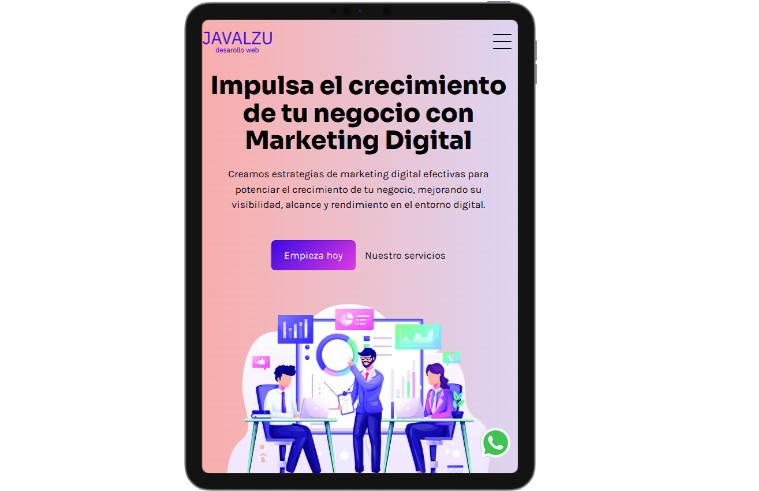 JAVALZU
desarollo web
Impulsa el crecimiento
de tu negocio con
Marketing Digital
Creamos estrategias de marketing digital efectivas para
potenciar el crecimiento de tu negocio, mejorando su
visibilidad, alcance y rendimiento en el entorno digital.
Empieza hoy
Nuestro servicios